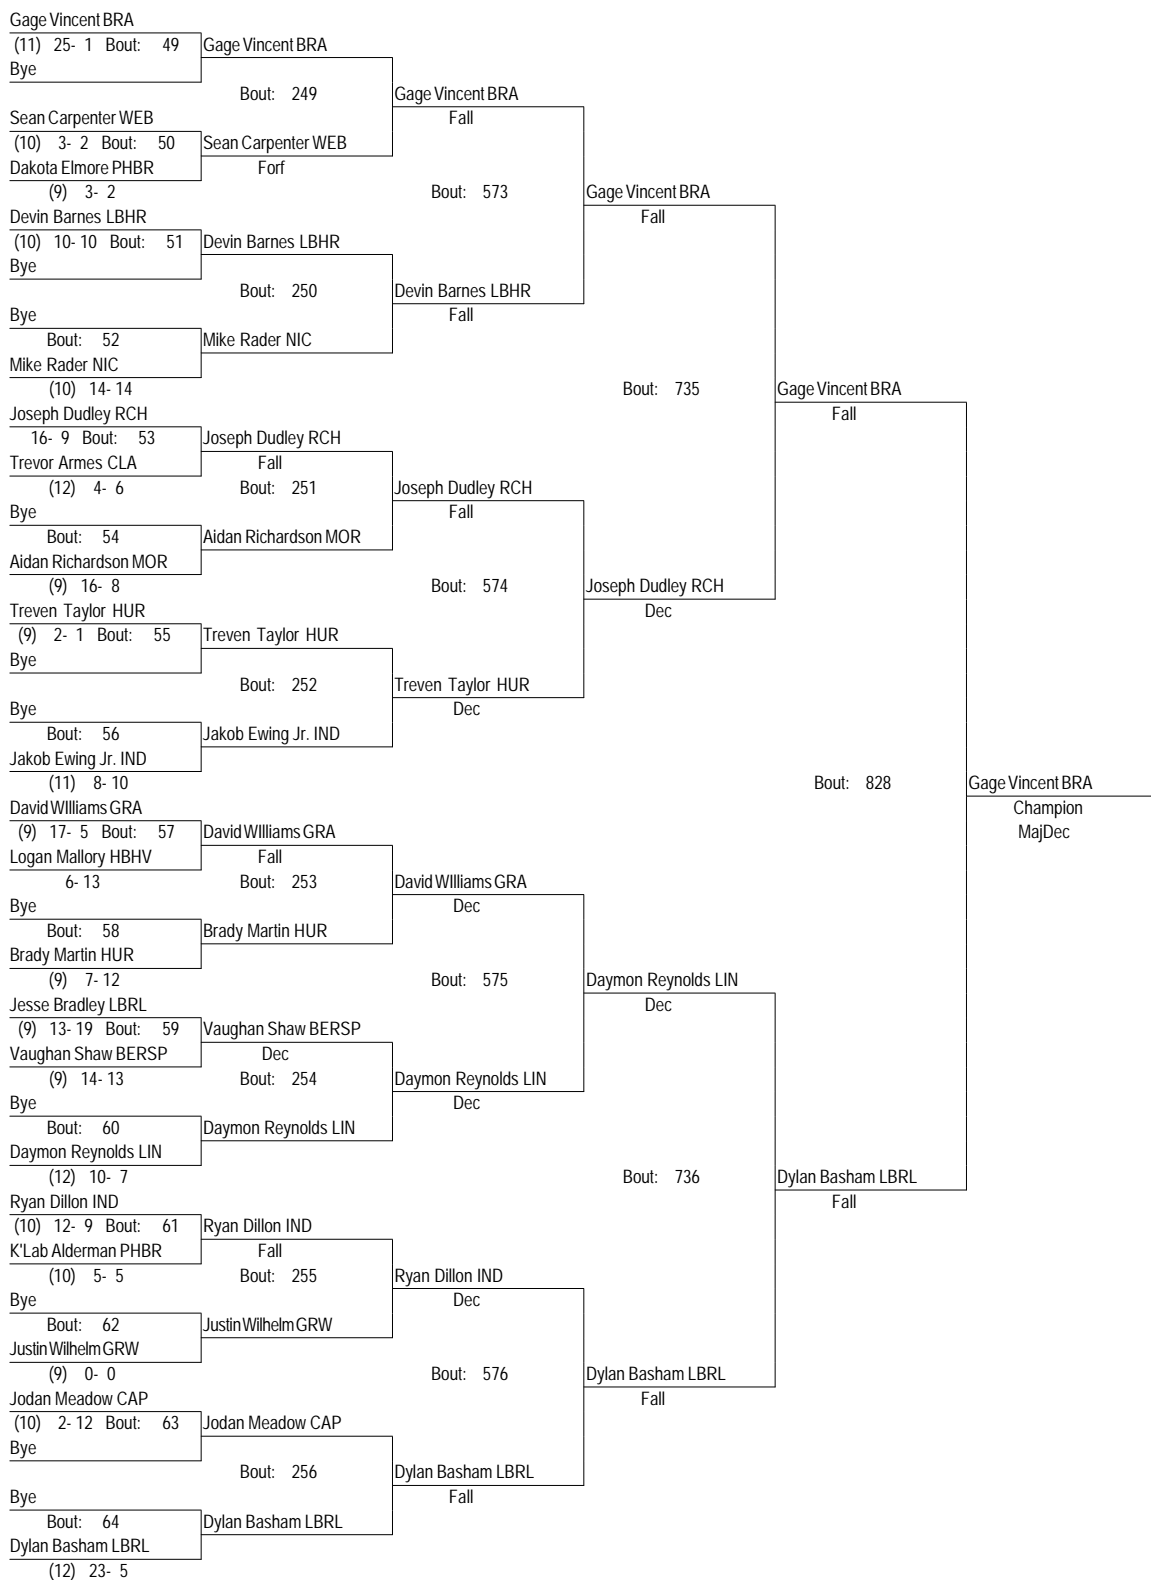 Gage Vincent BRA
(11) 25- 1 Bout: 49 Gage Vincent BRA
Bye
Bout: 249 Gage Vincent BRA
Sean Carpenter WEB Fall
(10) 3- 2 Bout: 50 Sean Carpenter WEB
Dakota Elmore PHBR Forf
(9) 3- 2 Bout: 573 Gage Vincent BRA
Devin Barnes LBHR Fall
(10) 10- 10 Bout: 51 Devin Barnes LBHR
Bye
Bout: 250 Devin Barnes LBHR
Bye Fall
Bout: 52 Mike Rader NIC
Mike Rader NIC
(10) 14- 14 Bout: 735 Gage Vincent BRA
Joseph Dudley RCH Fall
16- 9 Bout: 53 Joseph Dudley RCH
Trevor Armes CLA Fall
(12) 4- 6 Bout: 251 Joseph Dudley RCH
Bye Fall
Bout: 54 Aidan Richardson MOR
Aidan Richardson MOR
(9) 16- 8 Bout: 574 Joseph Dudley RCH
Treven Taylor HUR Dec
(9) 2- 1 Bout: 55 Treven Taylor HUR
Bye
Bout: 252 Treven Taylor HUR
Bye Dec
Bout: 56 Jakob Ewing Jr. IND
Jakob Ewing Jr. IND
(11) 8- 10 Bout: 828 Gage Vincent BRA
David WIlliams GRA Champion
(9) 17- 5 Bout: 57 David WIlliams GRA MajDec
Logan Mallory HBHV Fall
6- 13 Bout: 253 David WIlliams GRA
Bye Dec
Bout: 58 Brady Martin HUR
Brady Martin HUR
(9) 7- 12 Bout: 575 Daymon Reynolds LIN
Jesse Bradley LBRL Dec
(9) 13- 19 Bout: 59 Vaughan Shaw BERSP
Vaughan Shaw BERSP Dec
(9) 14- 13 Bout: 254 Daymon Reynolds LIN
Bye Dec
Bout: 60 Daymon Reynolds LIN
Daymon Reynolds LIN
(12) 10- 7 Bout: 736 Dylan Basham LBRL
Ryan Dillon IND Fall
(10) 12- 9 Bout: 61 Ryan Dillon IND
K'Lab Alderman PHBR Fall
(10) 5- 5 Bout: 255 Ryan Dillon IND
Bye Dec
Bout: 62 Justin Wilhelm GRW
Justin Wilhelm GRW
(9) 0- 0 Bout: 576 Dylan Basham LBRL
Jodan Meadow CAP Fall
(10) 2- 12 Bout: 63 Jodan Meadow CAP
Bye
Bout: 256 Dylan Basham LBRL
Bye Fall
Bout: 64 Dylan Basham LBRL
Dylan Basham LBRL
(12) 23- 5